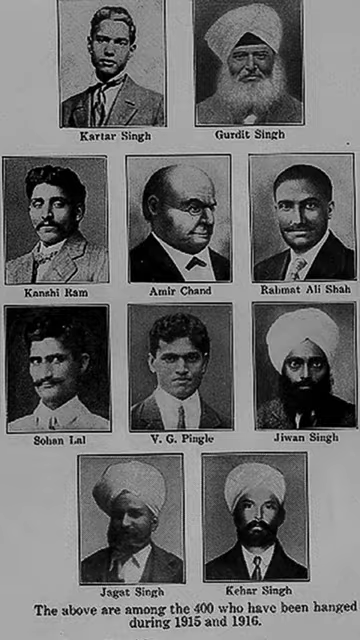 Kartar Singh
Gurdit Singh
Kanshi Ram
Amir Chand
Rahmat Ali Shah
Sohan Lal
V. G. Pingle
Jiwan Singh
Jagat Singh
Kehar Singh
The above are among the 400 who have been hanged
during 1915 and 1916.